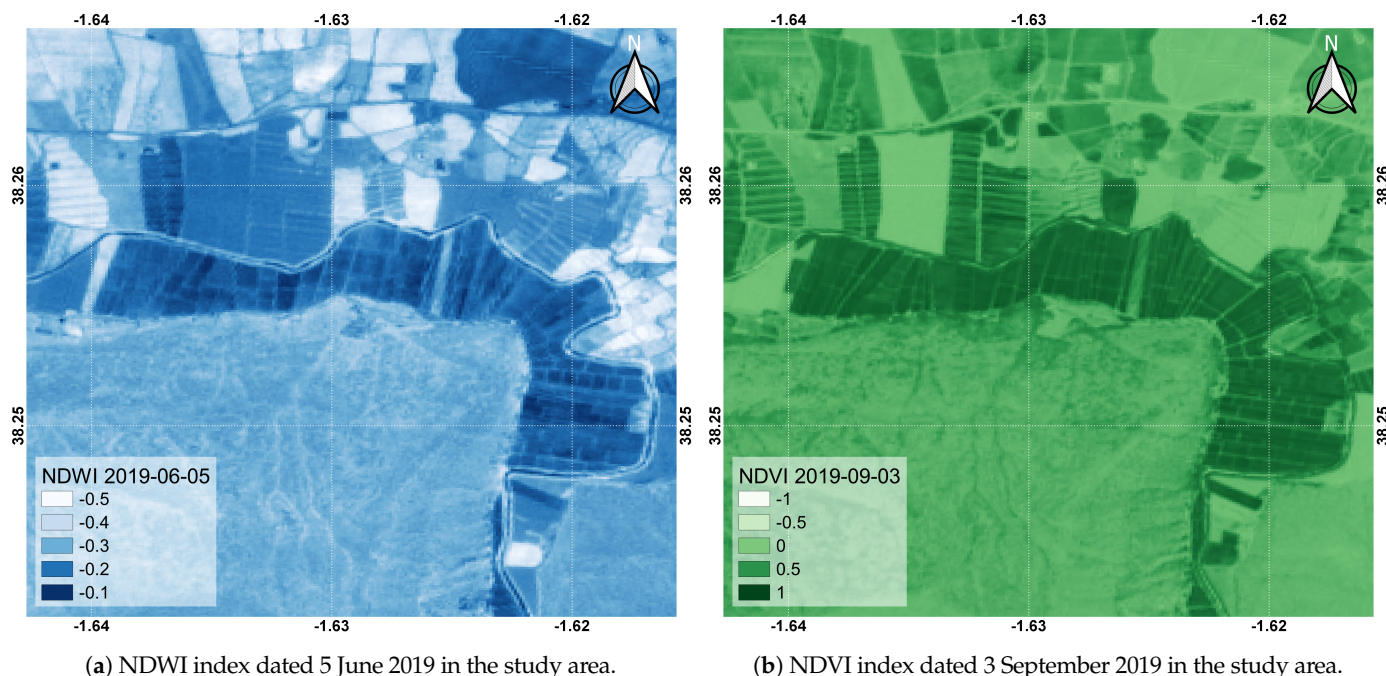 -1.64 -1.63 -1.62
N
38.26 38.26
38.25 38.25
NDWI 2019-06-05
-0.5
-0.4
-0.3
-0.2
-0.1
-1.64 -1.63 -1.62
(a) NDWI index dated 5 June 2019 in the study area.
-1.64 -1.63 -1.62
N
38.26
38.25
NDVI 2019-09-03
-1
-0.5
0
0.5
1
-1.64 -1.63 -1.62
(b) NDVI index dated 3 September 2019 in the study area.